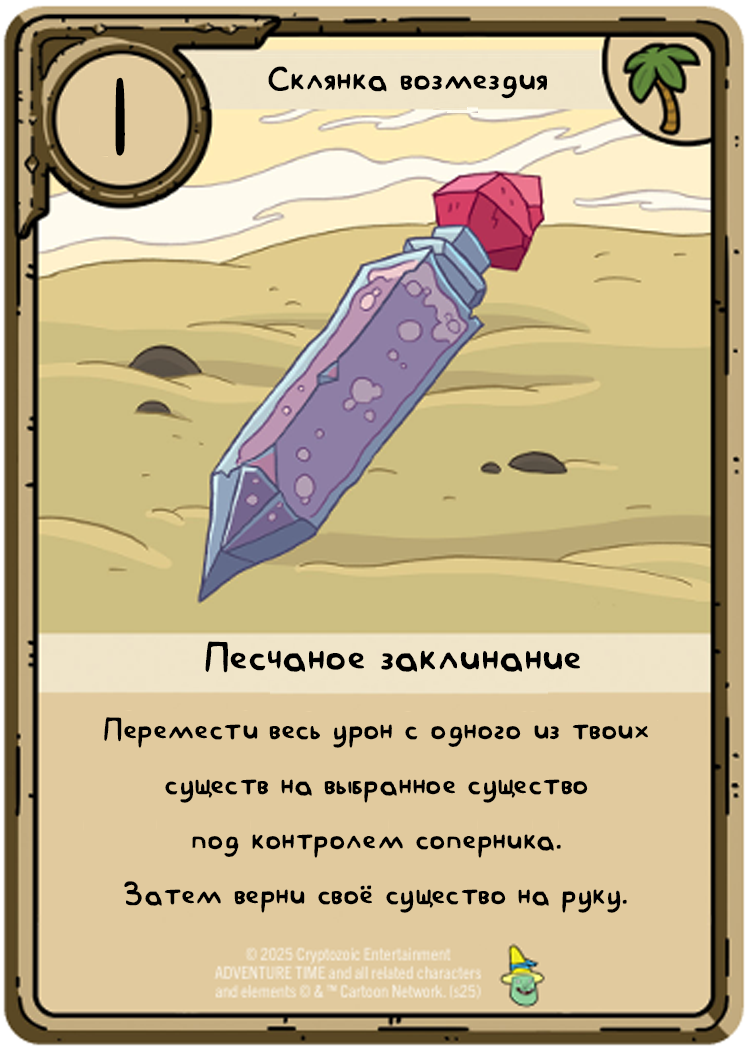 1
Склянка возмездия
Песчаное заклинание
Перемести весь урон с одного из твоих
существ на выбранное существо
под контролем соперника.
Затем верни своё существо на руку.
© 2025 Cryptozoic Entertainment
ADVENTURE TIME and all related characters
and elements © & ™ Cartoon Network. (s25)